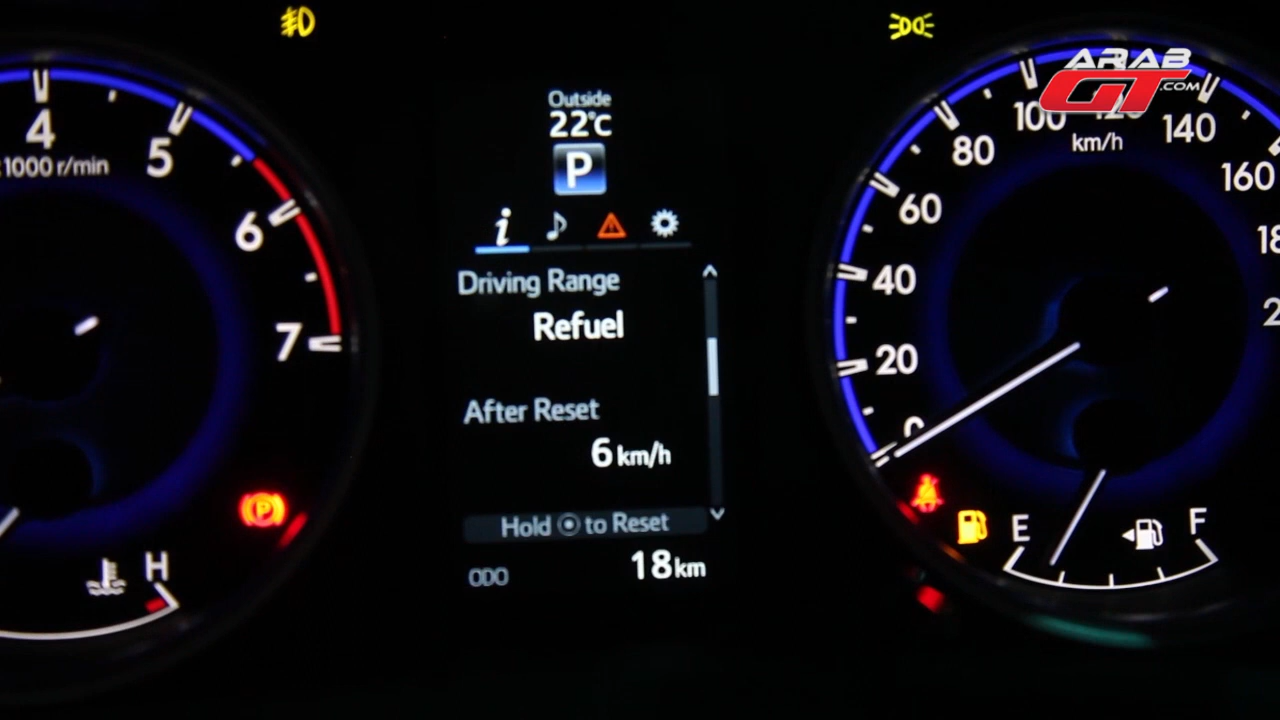 ARAB
GT.com
Outside
22°C
P
i
Driving Range
Refuel
After Reset
6 km/h
Hold to Reset
ODO
18 km
4
5
6
7
1000 r/min
P
H
0
20
40
60
80
100
120
140
160
km/h
E
F